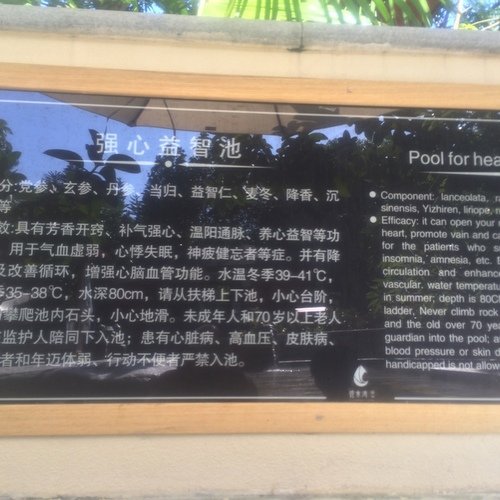 强心益智池
分:党参、玄参、丹参、当归、益智仁、麦冬、降香、沉
等
效:具有芳香开窍、补气强心、温阳通脉、养心益智等功
用于气血虚弱，心悸失眠，神疲健忘者等症。并有降
及改善循环，增强心脑血管功能。水温冬季39-41℃，
季35-38℃，水深80cm，请从扶梯上下池，小心台阶，
攀爬池内石头，小心地滑。未成年人和70岁以上老人
监护人陪同下入池；患有心脏病、高血压、皮肤病、
者和年迈体弱、行动不便者严禁入池。
Pool for hea
Component: lanceolata,
sinensis, Yizhiren, liriope,
Efficacy: it can open your
heart, promote vain and ca
for the patients who s
insomnia, amnesia, etc.
circulation and enhance
vascular, water temperatur
in summer; depth is 80C
ladder. Never climb rock
and the old over 70 yea
guardian into the pool;
blood pressure or skin d
handicapped is not allow